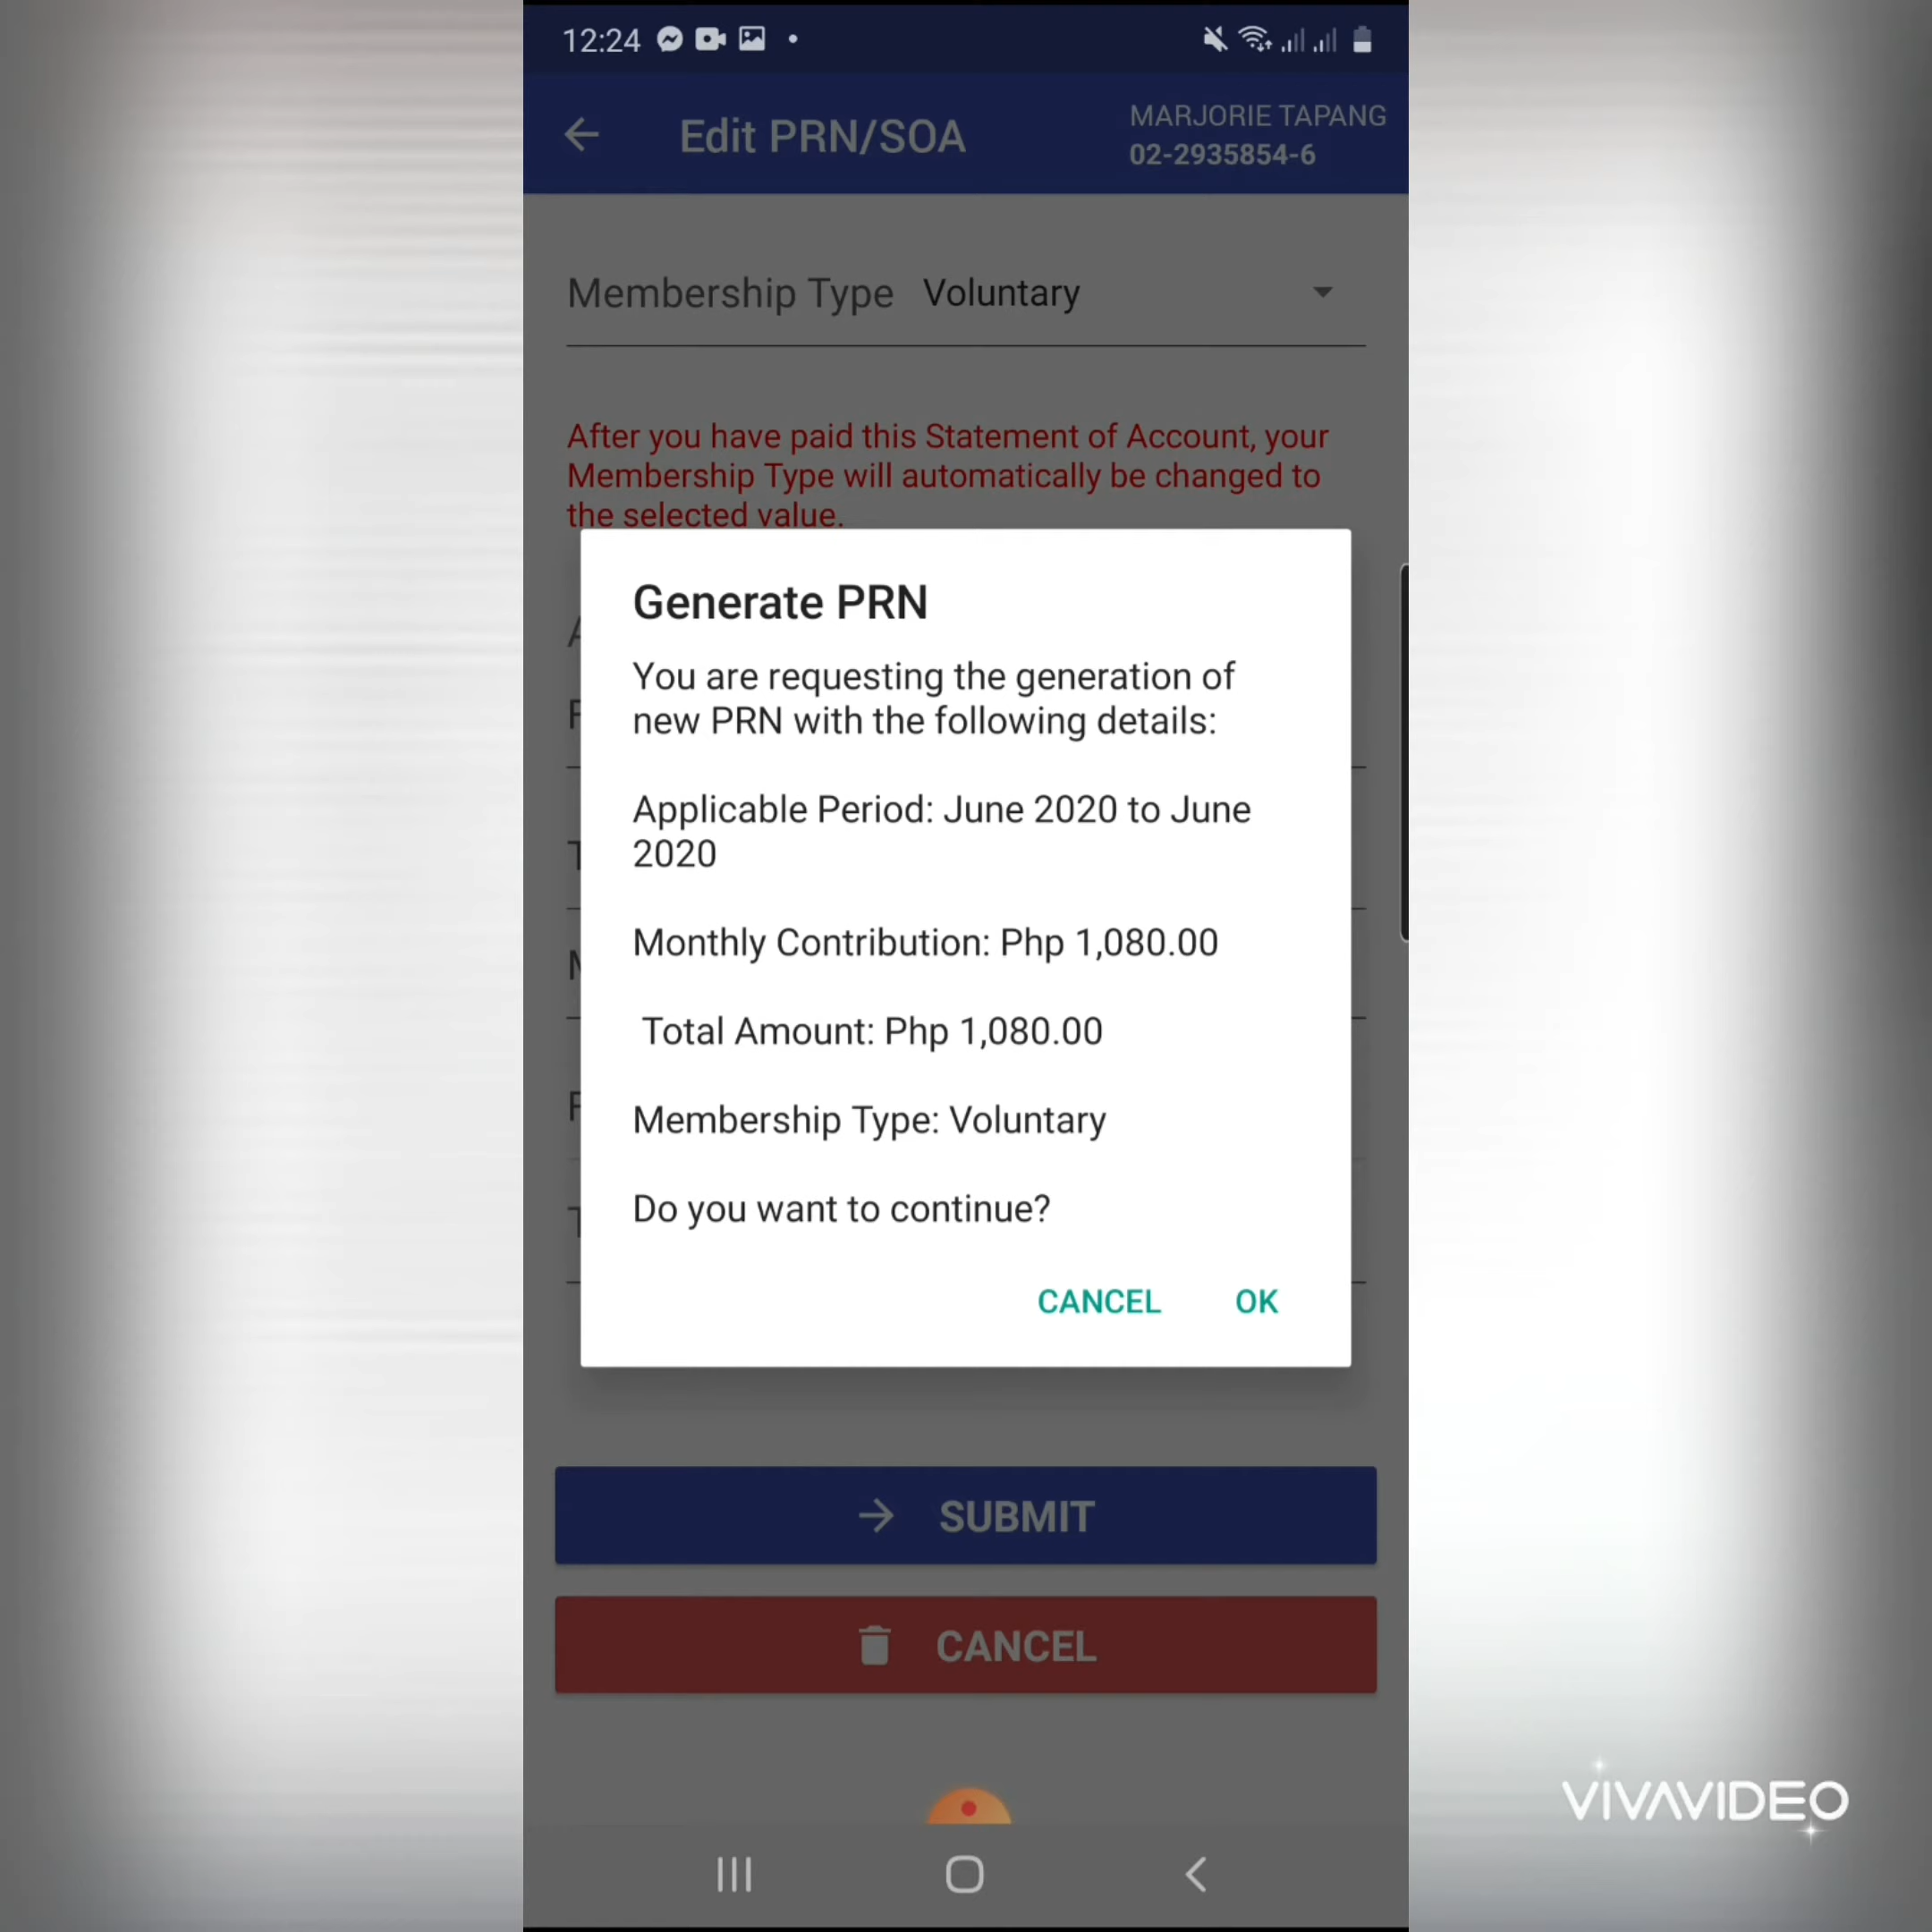 12:24
Edit PRN/SOA
MARJORIE TAPANG
02-2935854-6
Membership Type Voluntary
After you have paid this Statement of Account, your
Membership Type will automatically be changed to
the selected value.
Generate PRN
You are requesting the generation of
new PRN with the following details:
Applicable Period: June 2020 to June
2020
Monthly Contribution: Php 1,080.00
Total Amount: Php 1,080.00
Membership Type: Voluntary
Do you want to continue?
CANCEL OK
SUBMIT
CANCEL
VIVAVIDEO